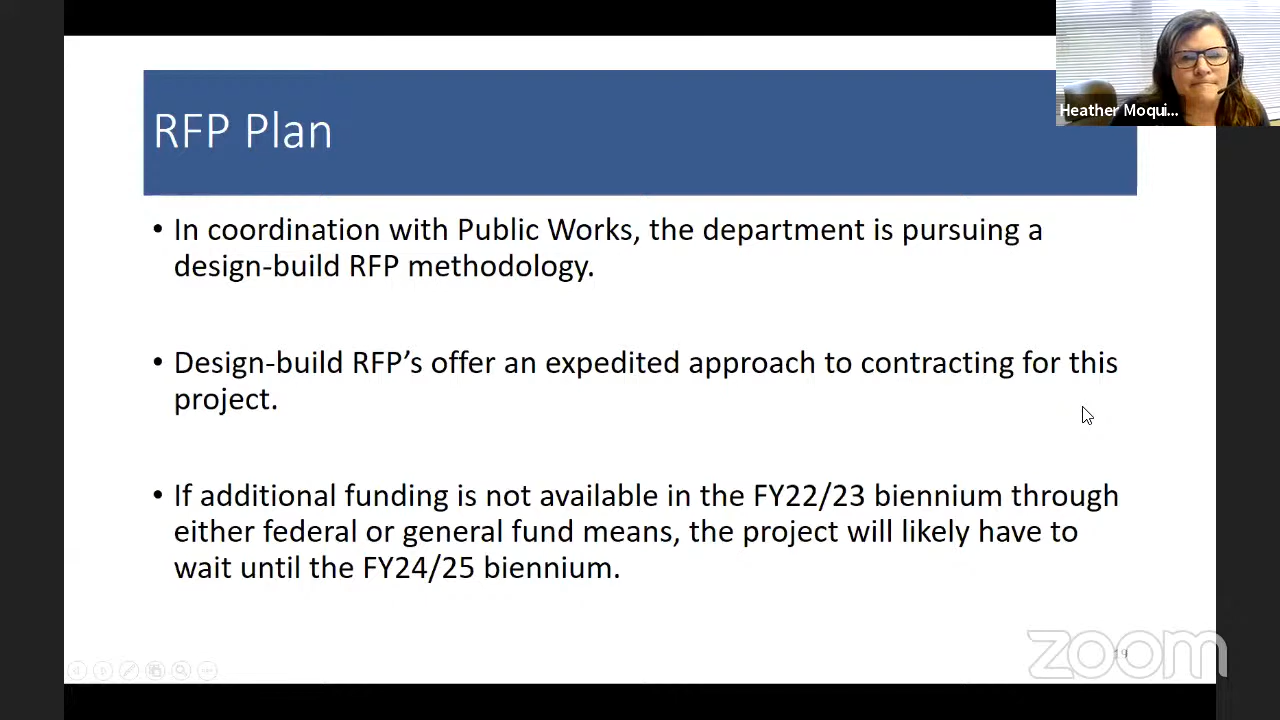 Heather Moqui...
RFP Plan
• In coordination with Public Works, the department is pursuing a
design-build RFP methodology.
• Design-build RFP’s offer an expedited approach to contracting for this
project.
• If additional funding is not available in the FY22/23 biennium through
either federal or general fund means, the project will likely have to
wait until the FY24/25 biennium.
zoom
19